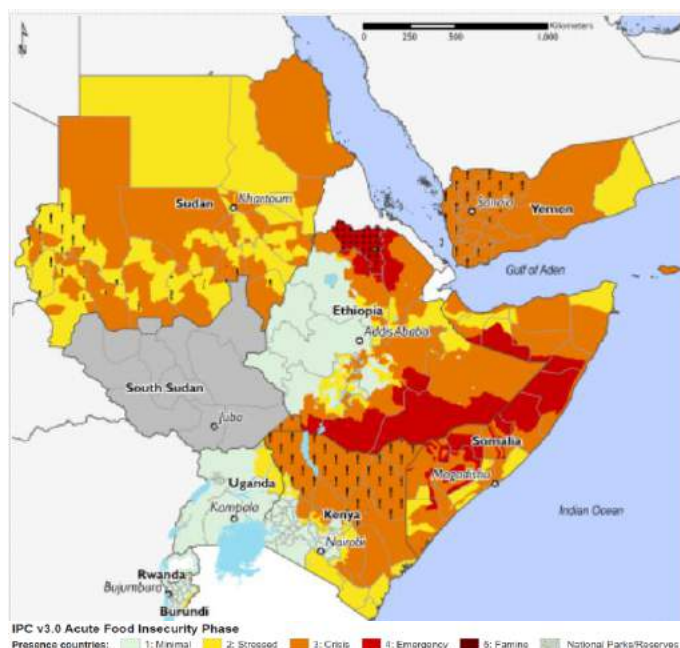 Kilometers
0 250 500 1,000
Khartoum
Sudan
Sana'a
Yemen
Gulf of Aden
Ethiopia
Addis Ababa
South Sudan
Juba
Somalia
Mogadishu
Uganda
Kampala
Kenya
Nairobi
Indian Ocean
Rwanda
Bujumbura
Burundi
IPC v3.0 Acute Food Insecurity Phase
Presence countries: 1: Minimal 2: Stressed 3: Crisis 4: Emergency 5: Famine National Parks/Reserves